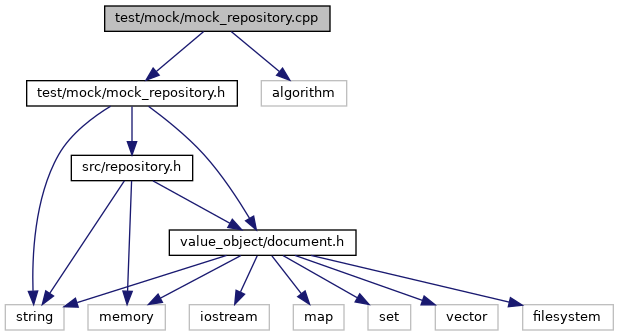 test/mock/mock_repository.cpp
test/mock/mock_repository.h
algorithm
src/repository.h
value_object/document.h
string
memory
iostream
map
set
vector
filesystem